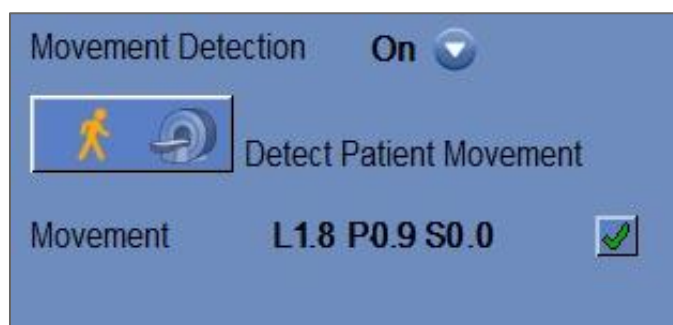 Movement Detection On
Detect Patient Movement
Movement L1.8 P0.9 S0.0